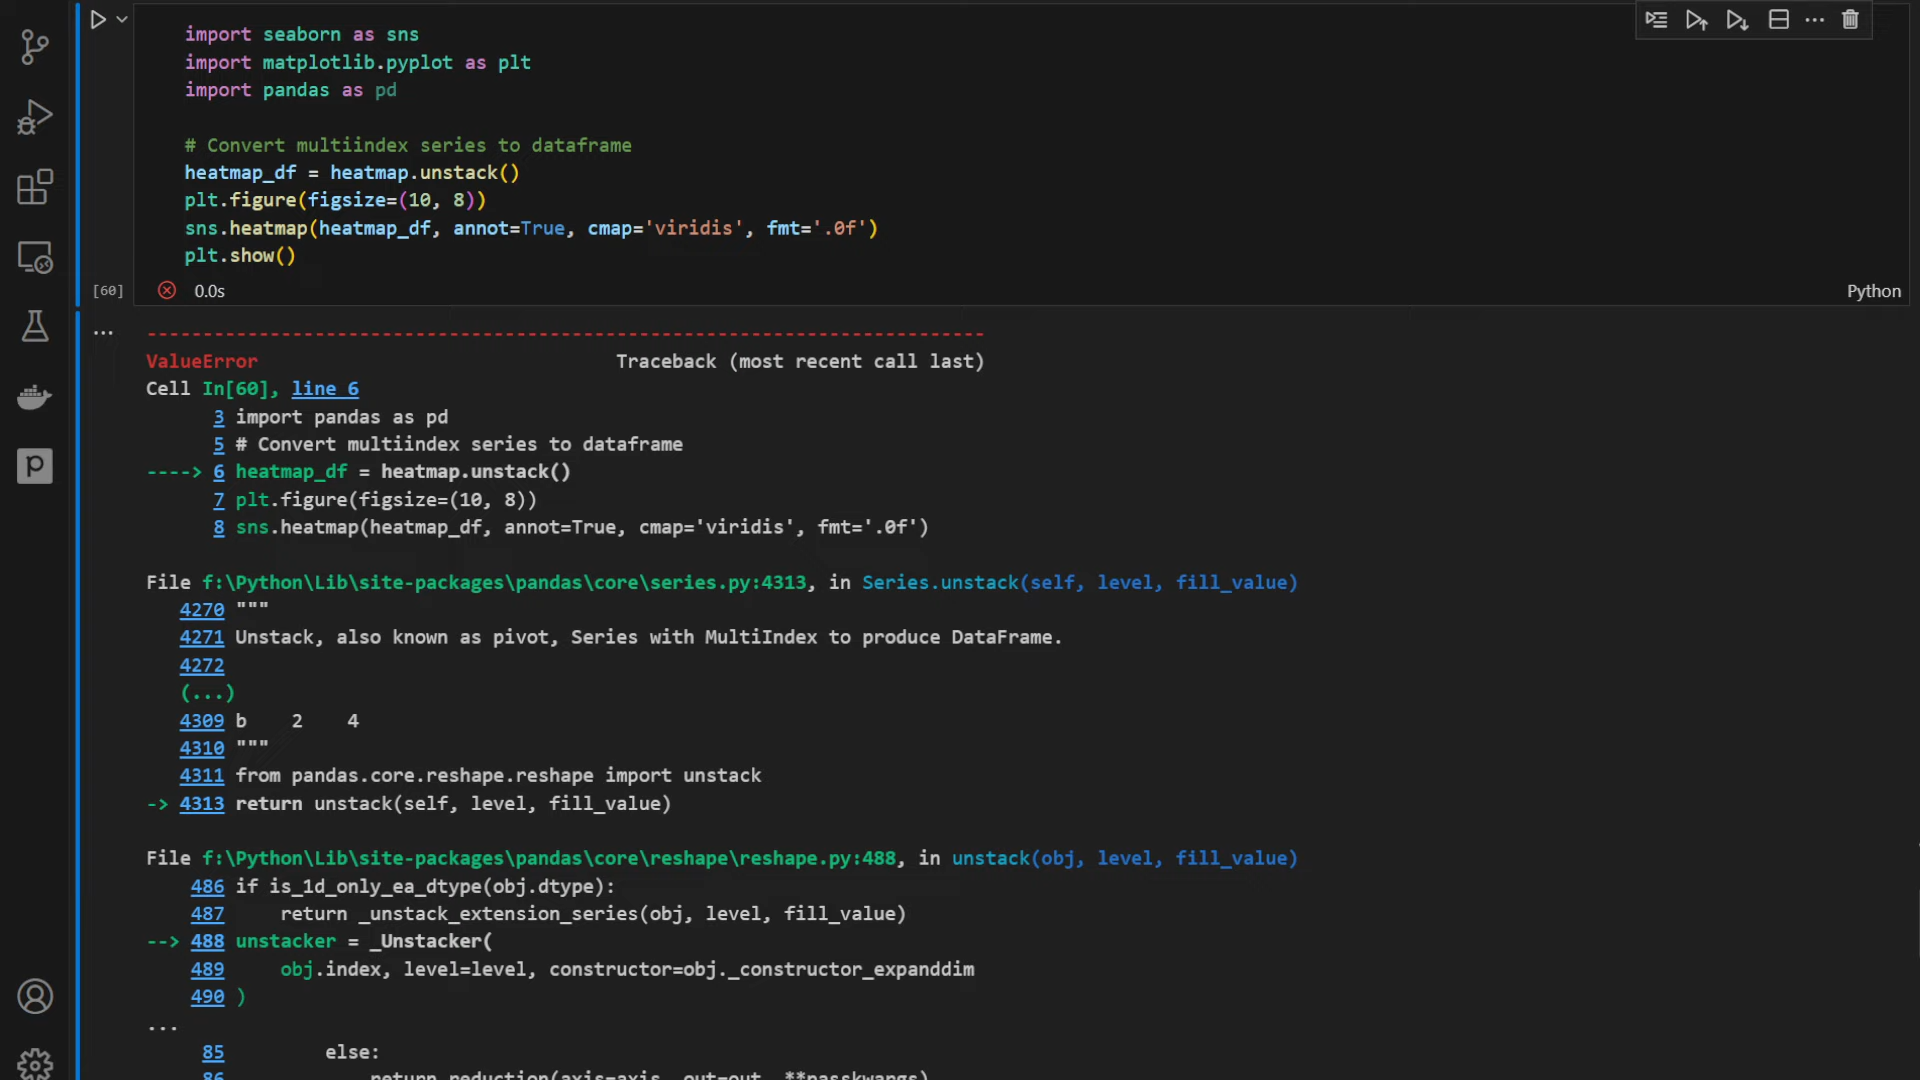 import seaborn as sns
import matplotlib.pyplot as plt
import pandas as pd
# Convert multiindex series to dataframe
heatmap_df = heatmap.unstack()
plt.figure(figsize=(10, 8))
sns.heatmap(heatmap_df, annot=True, cmap='viridis', fmt='.0f')
plt.show()
[60] 0.0s Python
... ---------------------------------------------------------------------------
ValueError Traceback (most recent call last)
Cell In[60], line 6
3 import pandas as pd
5 # Convert multiindex series to dataframe
----> 6 heatmap_df = heatmap.unstack()
7 plt.figure(figsize=(10, 8))
8 sns.heatmap(heatmap_df, annot=True, cmap='viridis', fmt='.0f')
File f:\Python\Lib\site-packages\pandas\core\series.py:4313, in Series.unstack(self, level, fill_value)
4270 """
4271 Unstack, also known as pivot, Series with MultiIndex to produce DataFrame.
4272
(...)
4309 b    2    4
4310 """
4311 from pandas.core.reshape.reshape import unstack
-> 4313 return unstack(self, level, fill_value)
File f:\Python\Lib\site-packages\pandas\core\reshape\reshape.py:488, in unstack(obj, level, fill_value)
486 if is_1d_only_ea_dtype(obj.dtype):
487     return _unstack_extension_series(obj, level, fill_value)
--> 488 unstacker = _Unstacker(
489     obj.index, level=level, constructor=obj._constructor_expanddim
490 )
...
85         else:
86             return reduction(axis=axis, out=out, **passkwargs)